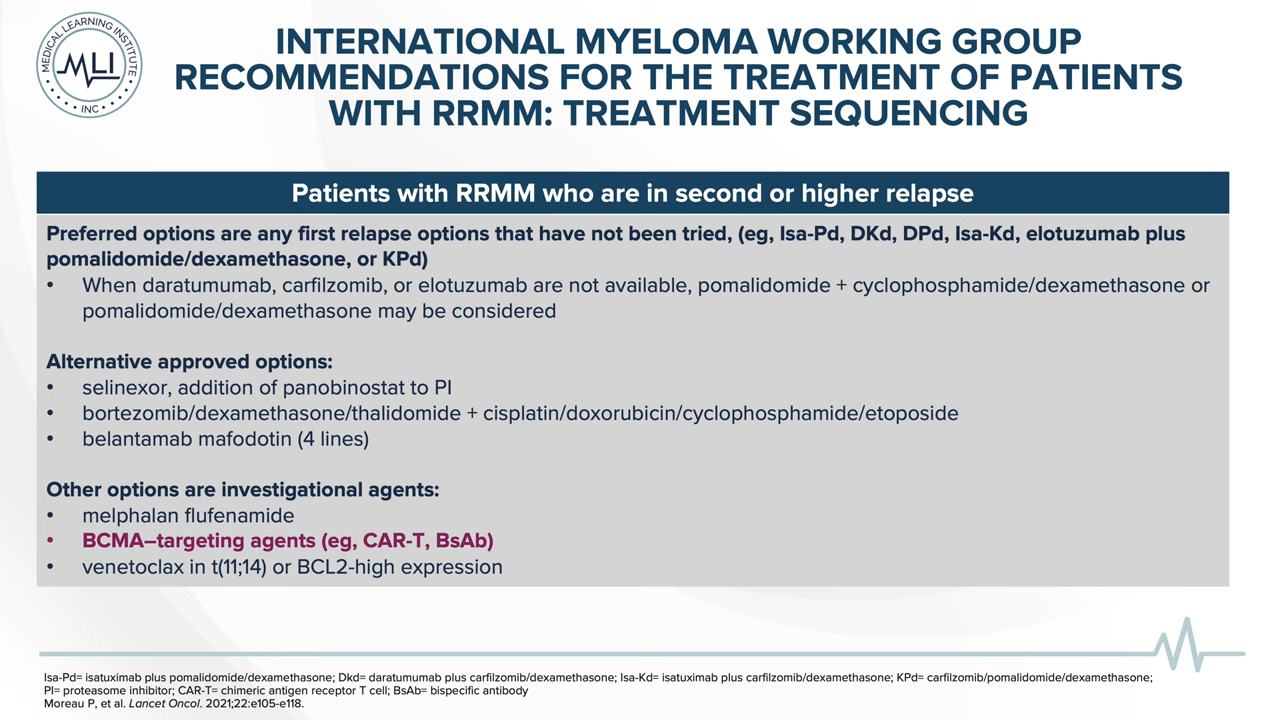 MEDICAL LEARNING INSTITUTE
MLI
INC
INTERNATIONAL MYELOMA WORKING GROUP
RECOMMENDATIONS FOR THE TREATMENT OF PATIENTS
WITH RRMM: TREATMENT SEQUENCING
Patients with RRMM who are in second or higher relapse
Preferred options are any first relapse options that have not been tried, (eg, Isa-Pd, DKd, DPd, Isa-Kd, elotuzumab plus
pomalidomide/dexamethasone, or KPd)
• When daratumumab, carfilzomib, or elotuzumab are not available, pomalidomide + cyclophosphamide/dexamethasone or
pomalidomide/dexamethasone may be considered
Alternative approved options:
• selinexor, addition of panobinostat to PI
• bortezomib/dexamethasone/thalidomide + cisplatin/doxorubicin/cyclophosphamide/etoposide
• belantamab mafodotin (4 lines)
Other options are investigational agents:
• melphalan flufenamide
• BCMA–targeting agents (eg, CAR-T, BsAb)
• venetoclax in t(11;14) or BCL2-high expression
Isa-Pd= isatuximab plus pomalidomide/dexamethasone; Dkd= daratumumab plus carfilzomib/dexamethasone; Isa-Kd= isatuximab plus carfilzomib/dexamethasone; KPd= carfilzomib/pomalidomide/dexamethasone;
PI= proteasome inhibitor; CAR-T= chimeric antigen receptor T cell; BsAb= bispecific antibody
Moreau P, et al. Lancet Oncol. 2021;22:e105-e118.